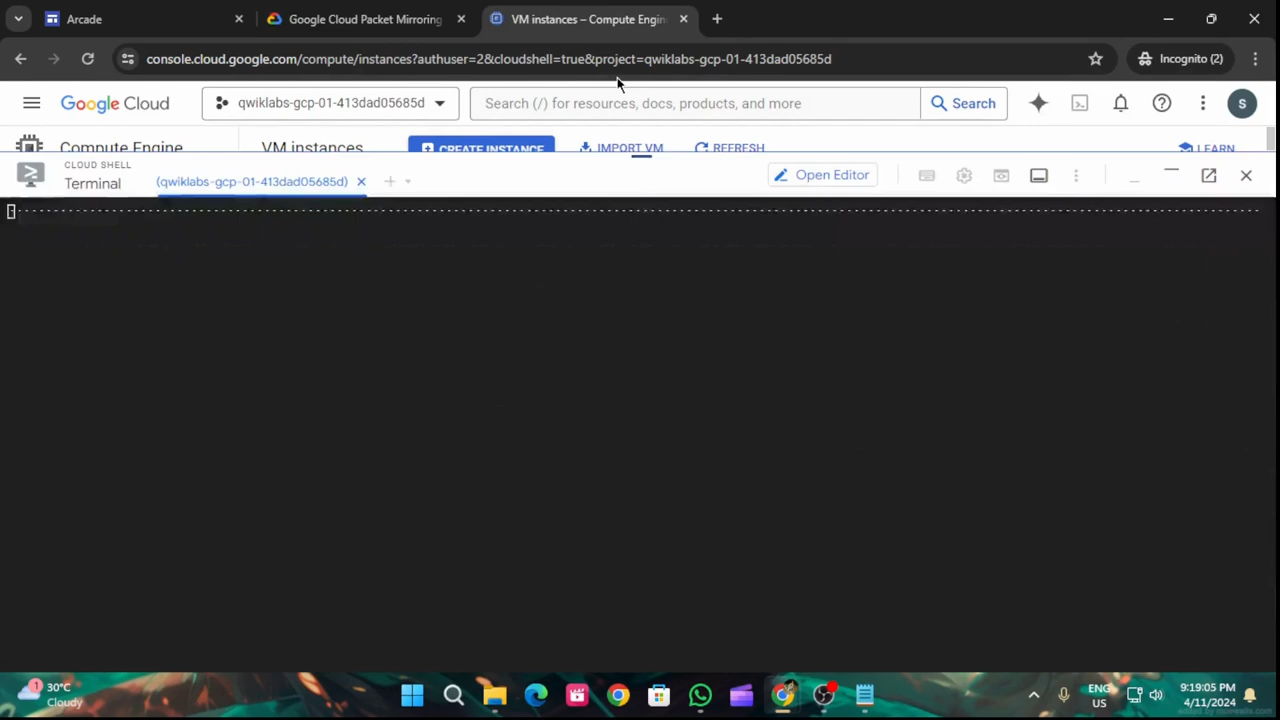 Arcade
Google Cloud Packet Mirroring
VM instances – Compute Engin
console.cloud.google.com/compute/instances?authuser=2&cloudshell=true&project=qwiklabs-gcp-01-413dad05685d
Incognito (2)
Google Cloud
qwiklabs-gcp-01-413dad05685d
Search (/) for resources, docs, products, and more
Search
S
Compute Engine
VM instances
CREATE INSTANCE
IMPORT VM
REFRESH
LEARN
CLOUD SHELL
Terminal
(qwiklabs-gcp-01-413dad05685d)
Open Editor
1
30°C
Cloudy
ENG
US
9:19:05 PM
4/11/2024